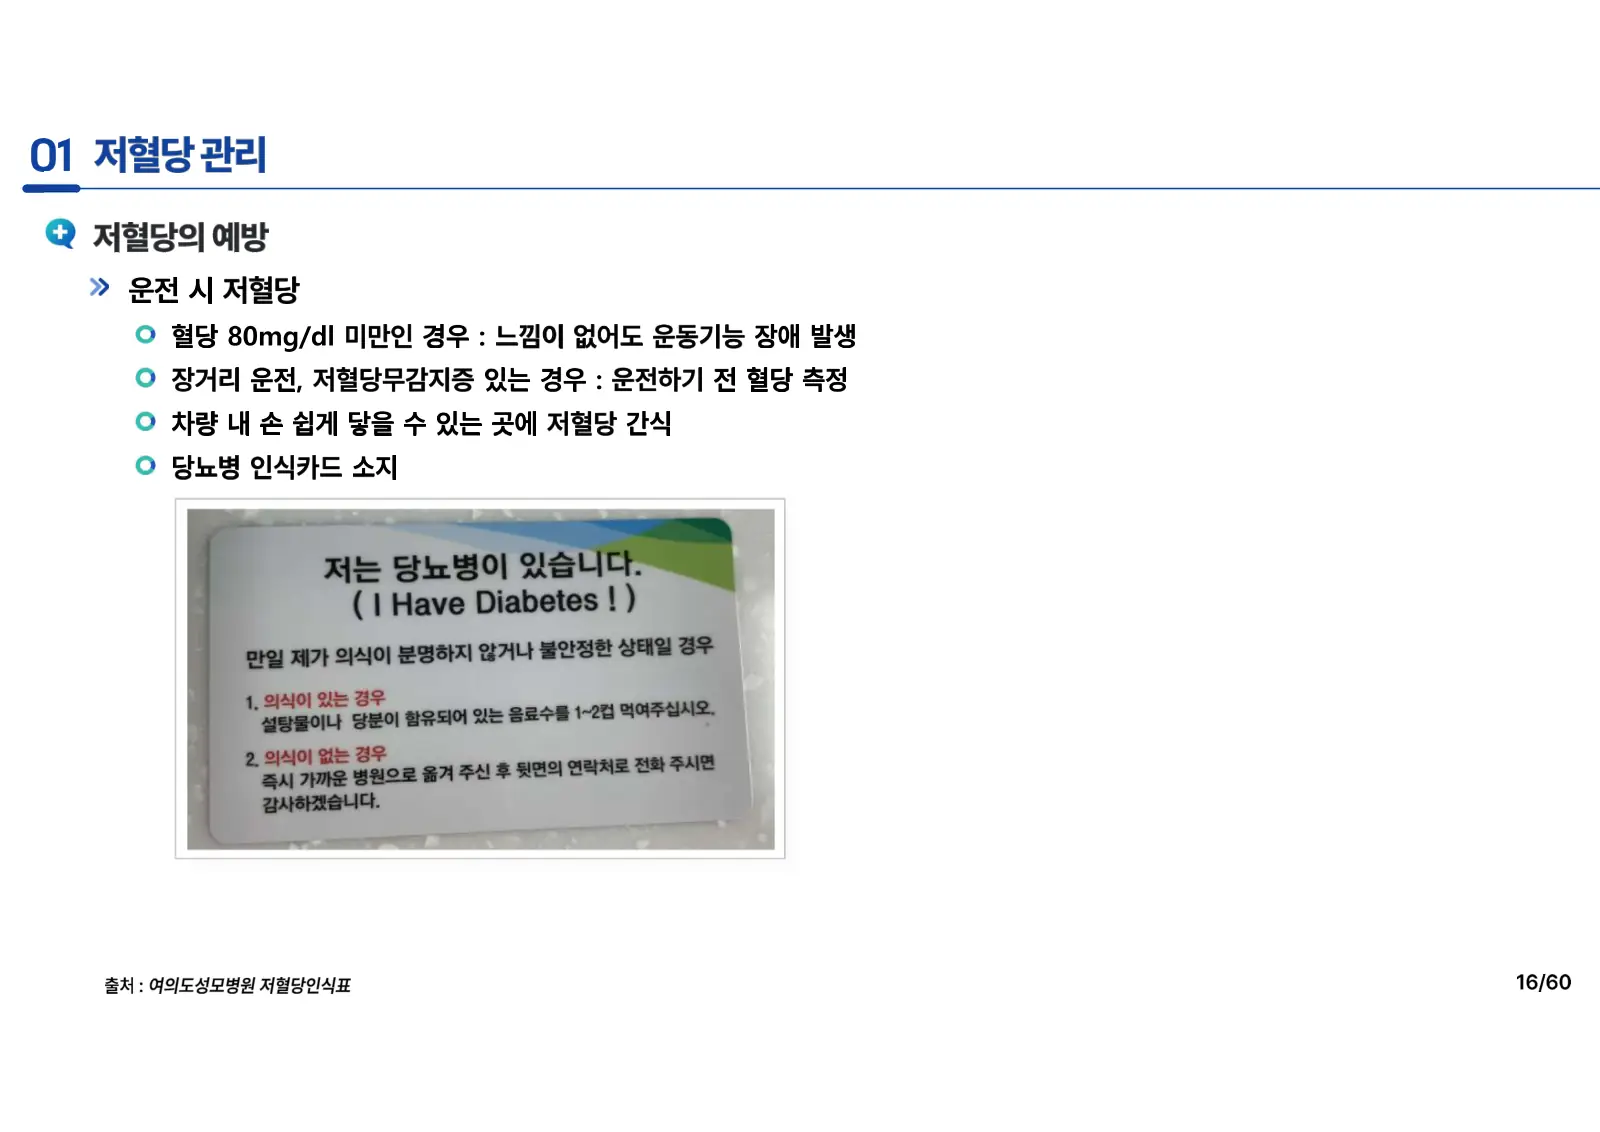 01 저혈당 관리
저혈당의 예방
운전 시 저혈당
혈당 80mg/dl 미만인 경우 : 느낌이 없어도 운동기능 장애 발생
장거리 운전, 저혈당무감지증 있는 경우 : 운전하기 전 혈당 측정
차량 내 손 쉽게 닿을 수 있는 곳에 저혈당 간식
당뇨병 인식카드 소지
저는 당뇨병이 있습니다.
( I Have Diabetes ! )
만일 제가 의식이 분명하지 않거나 불안정한 상태일 경우
1. 의식이 있는 경우
설탕물이나 당분이 함유되어 있는 음료수를 1~2컵 먹여주십시오.
2. 의식이 없는 경우
즉시 가까운 병원으로 옮겨 주신 후 뒷면의 연락처로 전화 주시면
감사하겠습니다.
출처 : 여의도성모병원 저혈당인식표
16/60